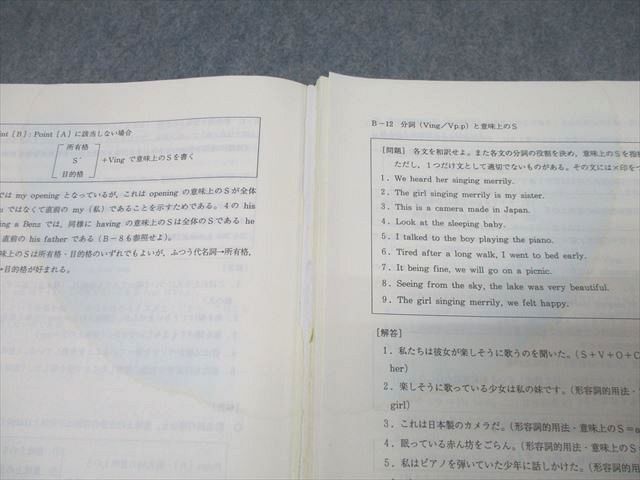 int [B]：Point [A] に該当しない場合
所有格
S´ ＋Ving で意味上のSを書く
目的格
では my opening となっているが，これは opening の意味上のSが全体
ではなくて直前の my（私）であることを示すためである。4の his
ing a Benz では，同様に having の意味上のSは全体のSである he
直前の his father である（B－8も参照せよ）。
味上のSは所有格・目的格のいずれでもよいが，ふつう代名詞→所有格，
→目的格が好まれる。
B－12 分詞（Ving／Vp.p）と意味上のS
[問題] 各文を和訳せよ。また各文の分詞の役割を決め，意味上のSを指摘
ただし，1つだけ文として適切でないものがある。その文には×印をつ
1．We heard her singing merrily.
2．The girl singing merrily is my sister.
3．This is a camera made in Japan.
4．Look at the sleeping baby.
5．I talked to the boy playing the piano.
6．Tired after a long walk, I went to bed early.
7．It being fine, we will go on a picnic.
8．Seeing from the sky, the lake was very beautiful.
9．The girl singing merrily, we felt happy.
[解答]
1．私たちは彼女が楽しそうに歌うのを聞いた。（S＋V＋O＋C
her）
2．楽しそうに歌っている少女は私の妹です。（形容詞的用法・意
girl）
3．これは日本製のカメラだ。（形容詞的用法・意味上のS＝a
4．眠っている赤ん坊をごらん。（形容詞的用法・意味上のS＝
5．私はピアノを弾いていた少年に話しかけた。（形容詞的用